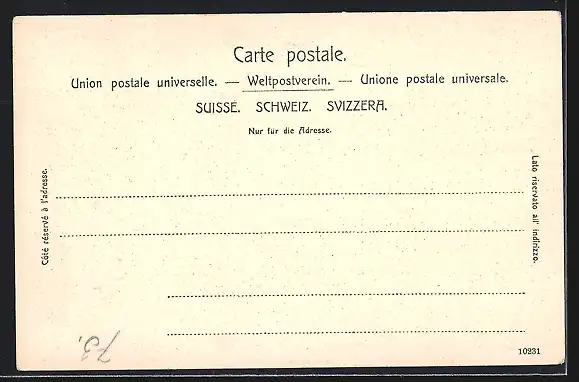 Carte postale.
Union postale universelle. — Weltpostverein. — Unione postale universale.
SUISSE. SCHWEIZ. SVIZZERA.
Nur für die Adresse.
Côté réservé à l'adresse.
Lato riservato all' indirizzo.
73.
10231